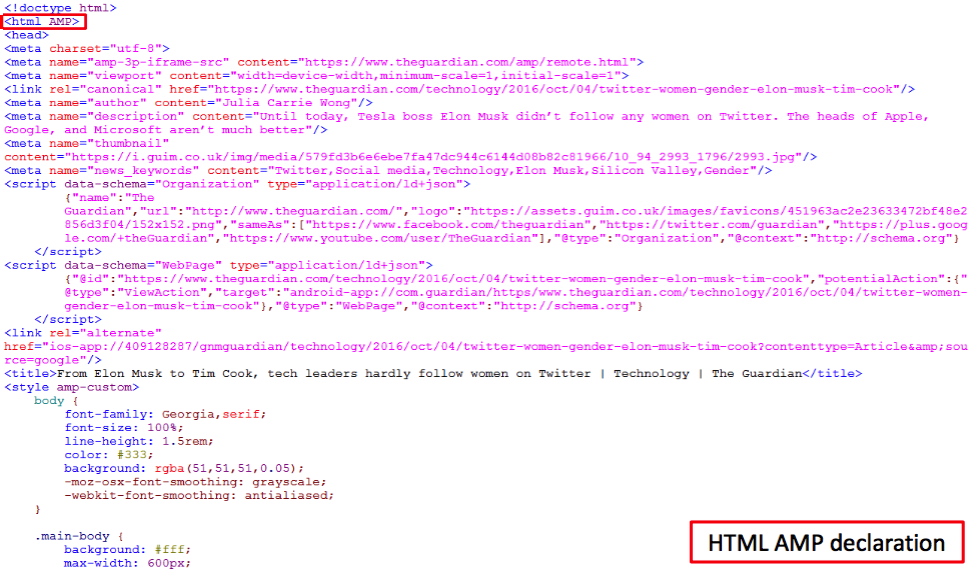 <!doctype html>
<html AMP>
<head>
<meta charset="utf-8">
<meta name="amp-3p-iframe-src" content="https://www.theguardian.com/amp/remote.html">
<meta name="viewport" content="width=device-width,minimum-scale=1,initial-scale=1">
<link rel="canonical" href="https://www.theguardian.com/technology/2016/oct/04/twitter-women-gender-elon-musk-tim-cook"/>
<meta name="author" content="Julia Carrie Wong"/>
<meta name="description" content="Until today, Tesla boss Elon Musk didn’t follow any women on Twitter. The heads of Apple,
Google, and Microsoft aren’t much better"/>
<meta name="thumbnail"
content="https://i.guim.co.uk/img/media/579fd3b6e6ebe7fa47dc944c6144d08b82c81966/10_94_2993_1796/2993.jpg"/>
<meta name="news_keywords" content="Twitter,Social media,Technology,Elon Musk,Silicon Valley,Gender"/>
<script data-schema="Organization" type="application/ld+json">
{"name":"The
Guardian","url":"http://www.theguardian.com/","logo":"https://assets.guim.co.uk/images/favicons/451963ac2e23633472bf48e2
856d3f04/152x152.png","sameAs":["https://www.facebook.com/theguardian","https://twitter.com/guardian","https://plus.goog
le.com/+theGuardian","https://www.youtube.com/user/TheGuardian"],"@type":"Organization","@context":"http://schema.org"}
</script>
<script data-schema="WebPage" type="application/ld+json">
{"@id":"https://www.theguardian.com/technology/2016/oct/04/twitter-women-gender-elon-musk-tim-cook","potentialAction":{"
@type":"ViewAction","target":"android-app://com.guardian/https/www.theguardian.com/technology/2016/oct/04/twitter-women-
gender-elon-musk-tim-cook"},"@type":"WebPage","@context":"http://schema.org"}
</script>
<link rel="alternate"
href="ios-app://409128287/gnmguardian/technology/2016/oct/04/twitter-women-gender-elon-musk-tim-cook?contenttype=Article&amp;sou
rce=google"/>
<title>From Elon Musk to Tim Cook, tech leaders hardly follow women on Twitter | Technology | The Guardian</title>
<style amp-custom>
body {
font-family: Georgia,serif;
font-size: 100%;
line-height: 1.5rem;
color: #333;
background: rgba(51,51,51,0.05);
-moz-osx-font-smoothing: grayscale;
-webkit-font-smoothing: antialiased;
}
.main-body {
background: #fff;
max-width: 600px;
HTML AMP declaration